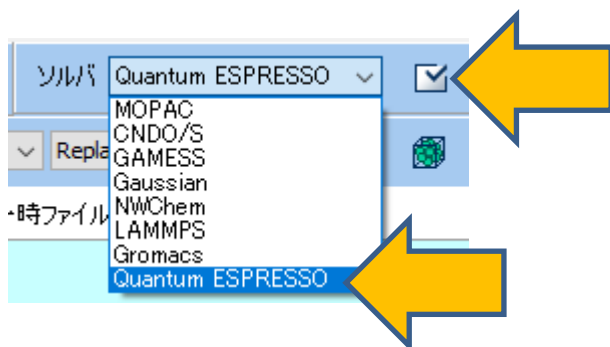 ソルバ Quantum ESPRESSO
MOPAC
CNDO/S
Repla GAMESS
Gaussian
時ファイル NWChem
LAMMPS
Gromacs
Quantum ESPRESSO